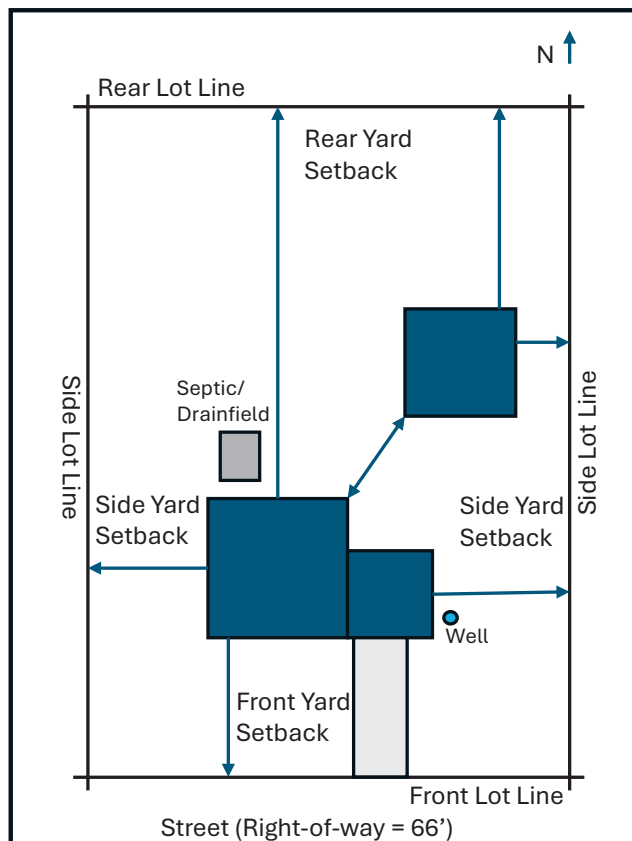 N
Rear Lot Line
Rear Yard
Setback
Septic/
Drainfield
Side Lot Line
Side Lot Line
Side Yard
Setback
Side Yard
Setback
Well
Front Yard
Setback
Front Lot Line
Street (Right-of-way = 66’)